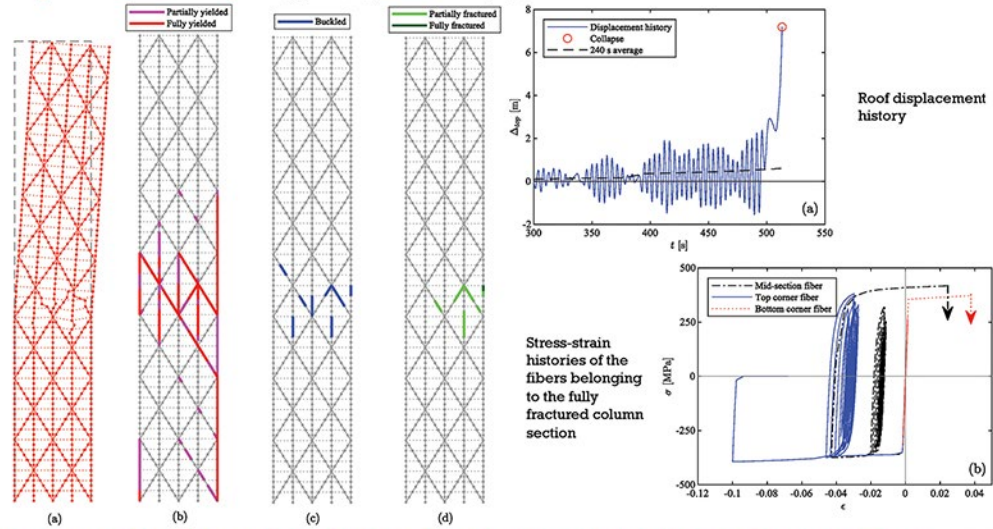 Partially yielded
Fully yielded
Buckled
Partially fractured
Fully fractured
(a)
(b)
(c)
(d)
8
6
4
2
0
-2
Δtop [m]
Displacement history
Collapse
240 s average
(a)
300
350
400
450
500
550
t [s]
Roof displacement
history
Stress-strain
histories of the
fibers belonging
to the fully
fractured column
section
500
250
0
-250
-500
σ [MPa]
Mid-section fiber
Top corner fiber
Bottom corner fiber
(b)
-0.12
-0.1
-0.08
-0.06
-0.04
-0.02
0
0.02
0.04
0.06
ϵ